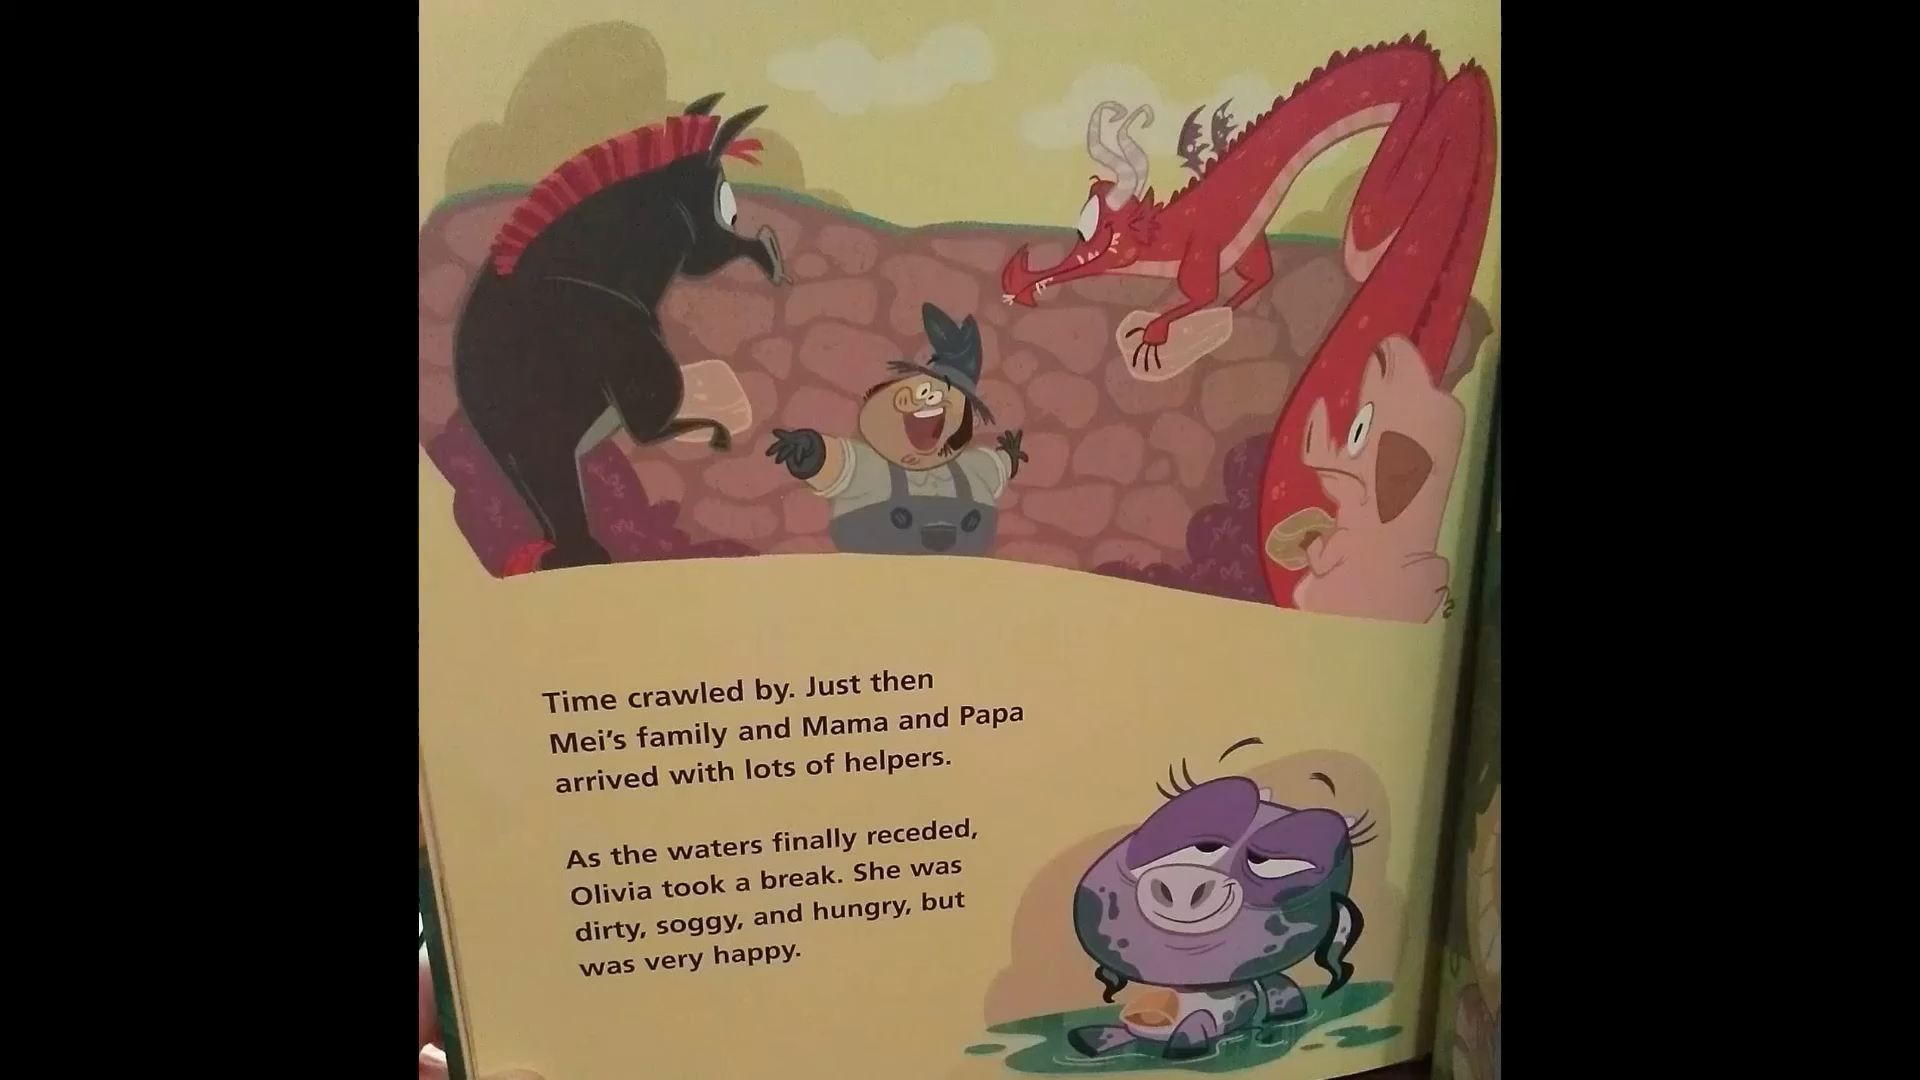 Time crawled by. Just then
Mei's family and Mama and Papa
arrived with lots of helpers.
As the waters finally receded,
Olivia took a break. She was
dirty, soggy, and hungry, but
was very happy.